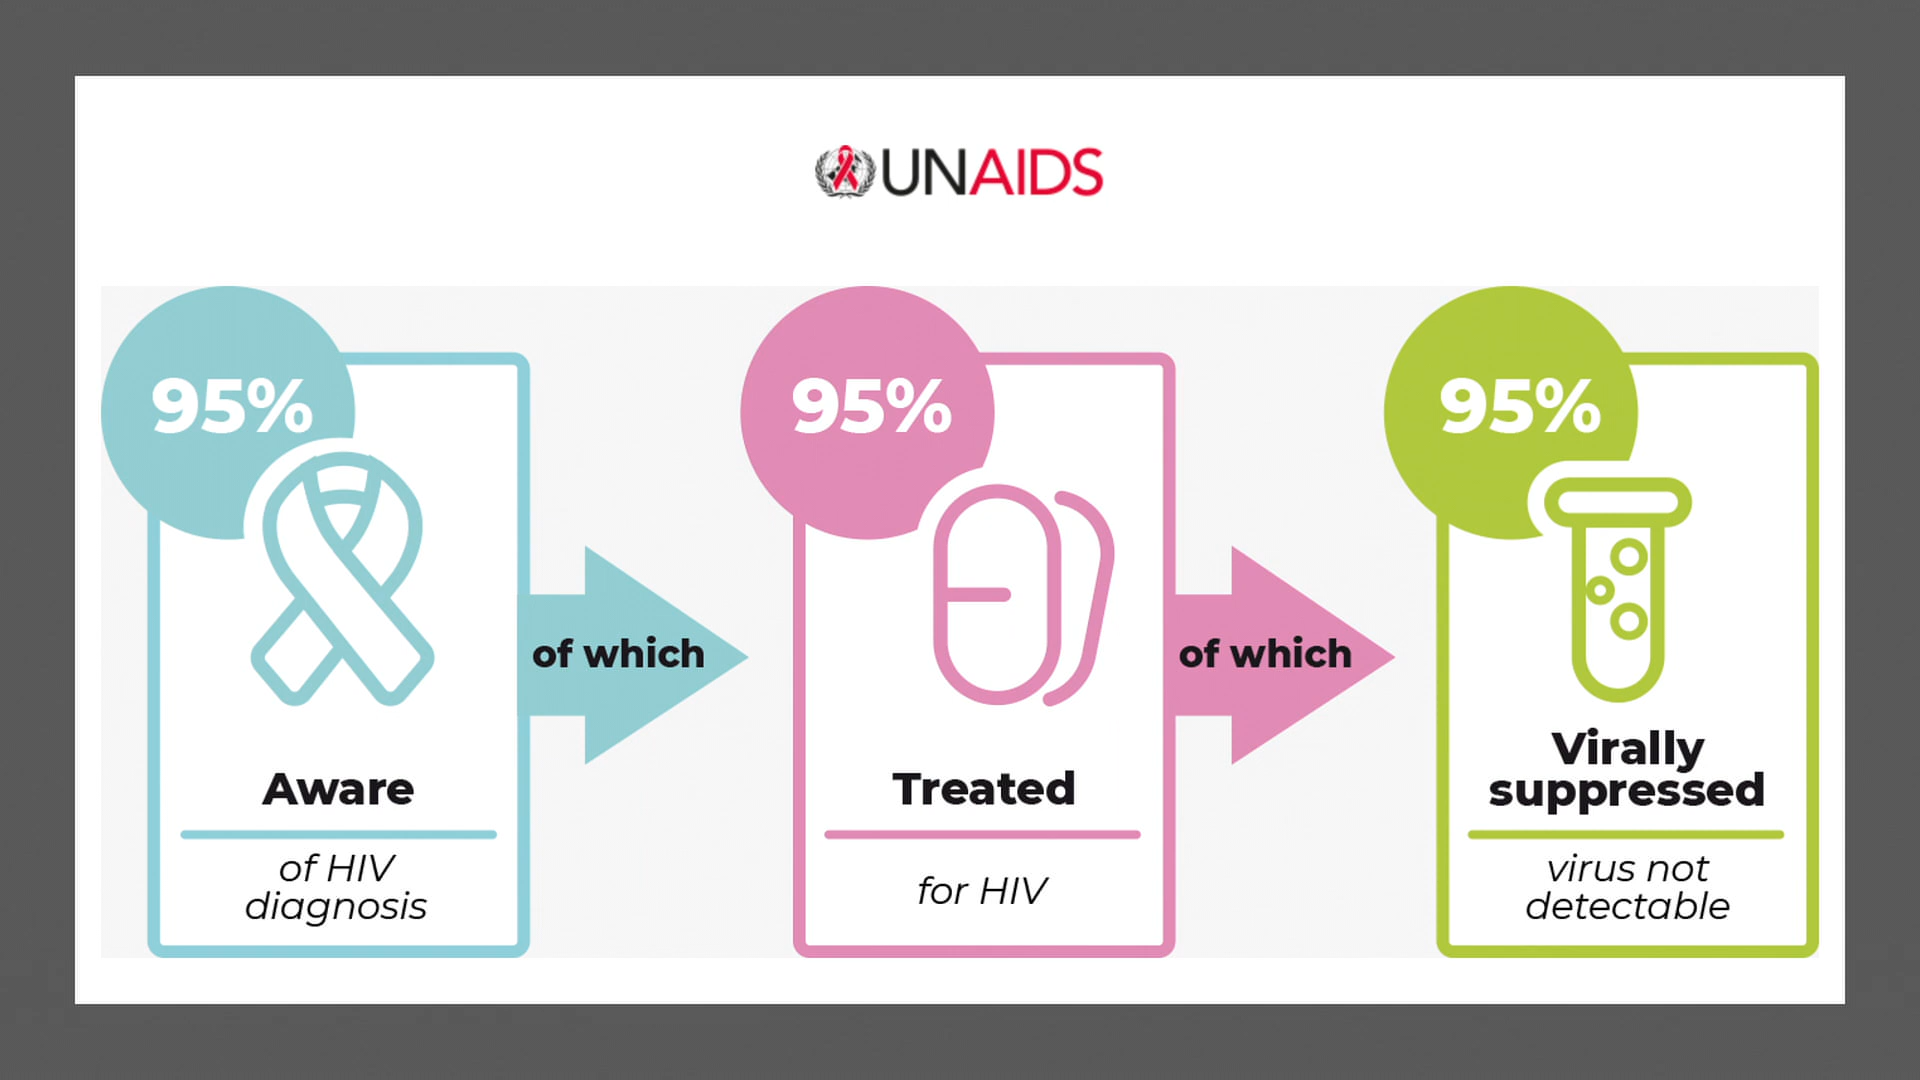 UNAIDS
95%
Aware
of HIV
diagnosis
of which
95%
Treated
for HIV
of which
95%
Virally
suppressed
virus not
detectable